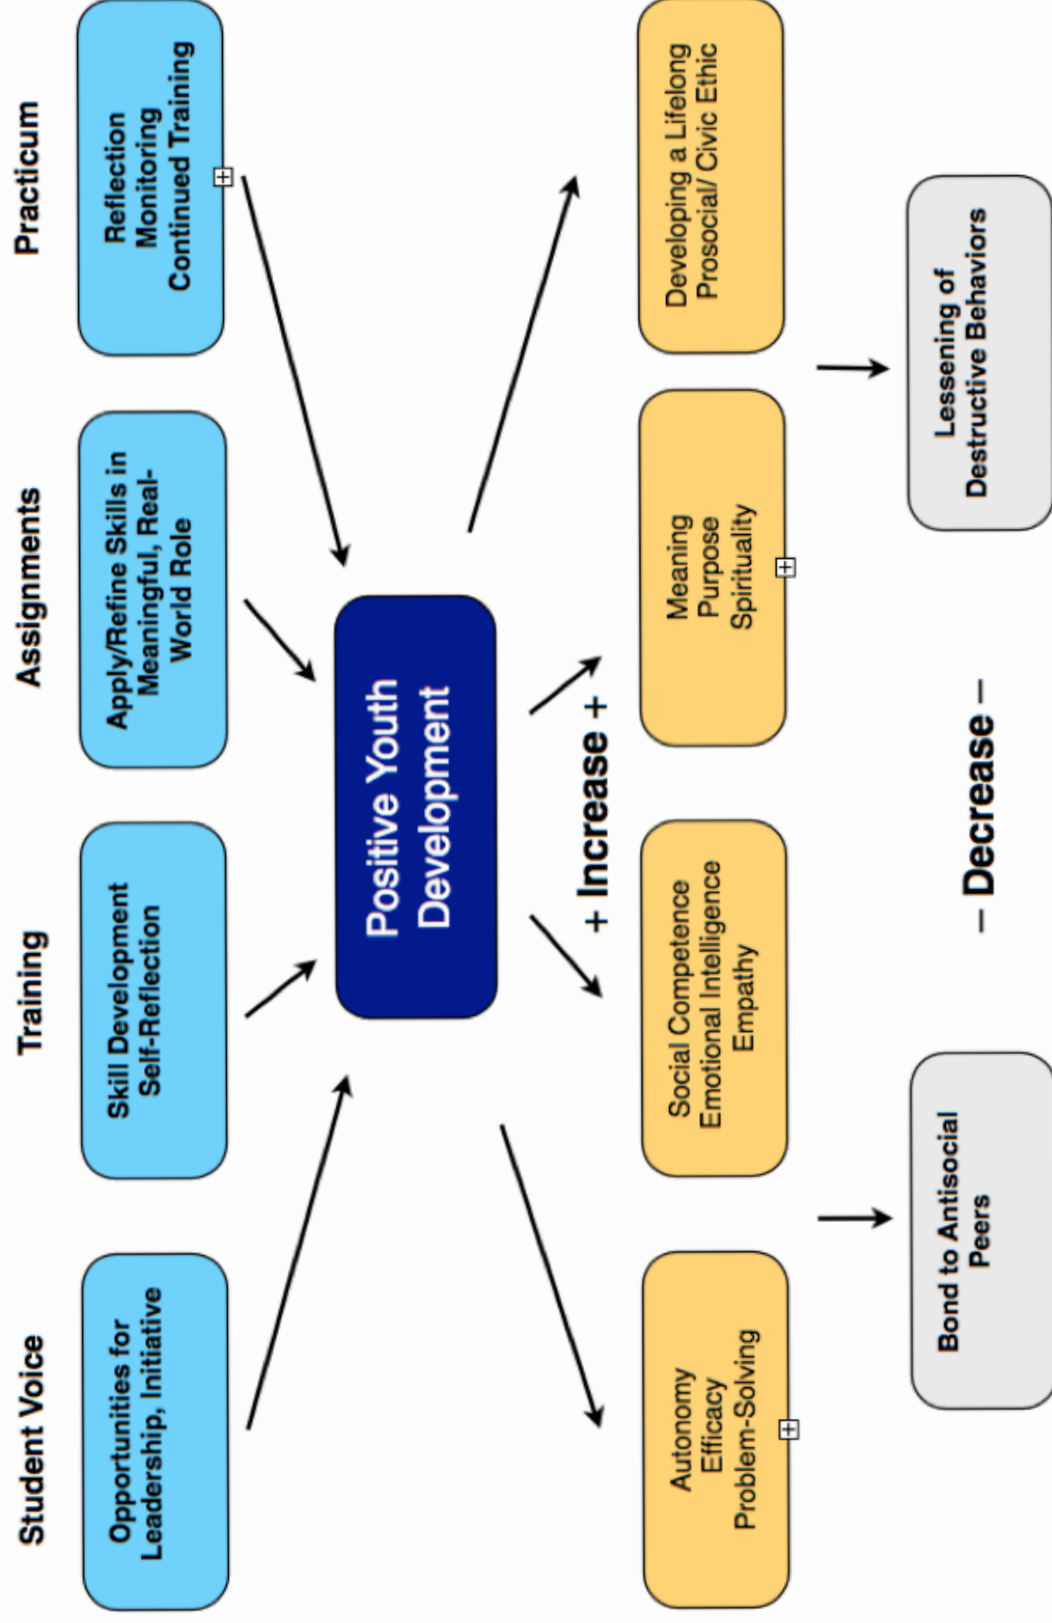 Student Voice
Training
Assignments
Practicum
Opportunities for
Leadership, Initiative
Skill Development
Self-Reflection
Apply/Refine Skills in
Meaningful, Real-
World Role
Reflection
Monitoring
Continued Training
Positive Youth
Development
+ Increase +
Autonomy
Efficacy
Problem-Solving
Social Competence
Emotional Intelligence
Empathy
Meaning
Purpose
Spirituality
Developing a Lifelong
Prosocial/ Civic Ethic
– Decrease –
Bond to Antisocial
Peers
Lessening of
Destructive Behaviors